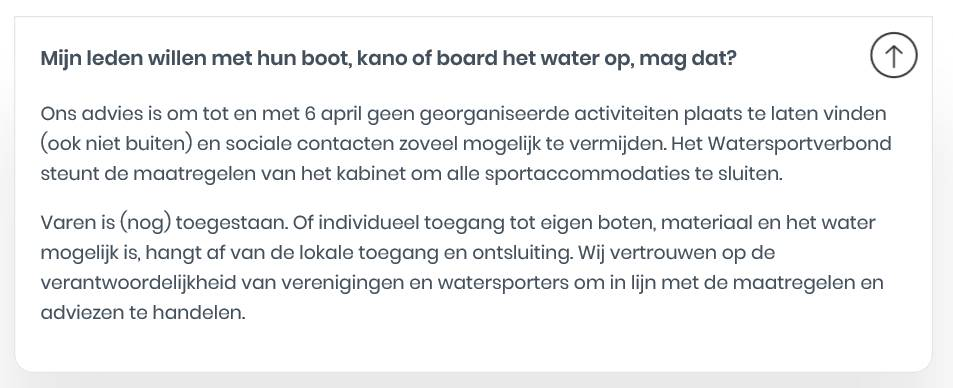 Mijn leden willen met hun boot, kano of board het water op, mag dat?
Ons advies is om tot en met 6 april geen georganiseerde activiteiten plaats te laten vinden
(ook niet buiten) en sociale contacten zoveel mogelijk te vermijden. Het Watersportverbond
steunt de maatregelen van het kabinet om alle sportaccommodaties te sluiten.
Varen is (nog) toegestaan. Of individueel toegang tot eigen boten, materiaal en het water
mogelijk is, hangt af van de lokale toegang en ontsluiting. Wij vertrouwen op de
verantwoordelijkheid van verenigingen en watersporters om in lijn met de maatregelen en
adviezen te handelen.